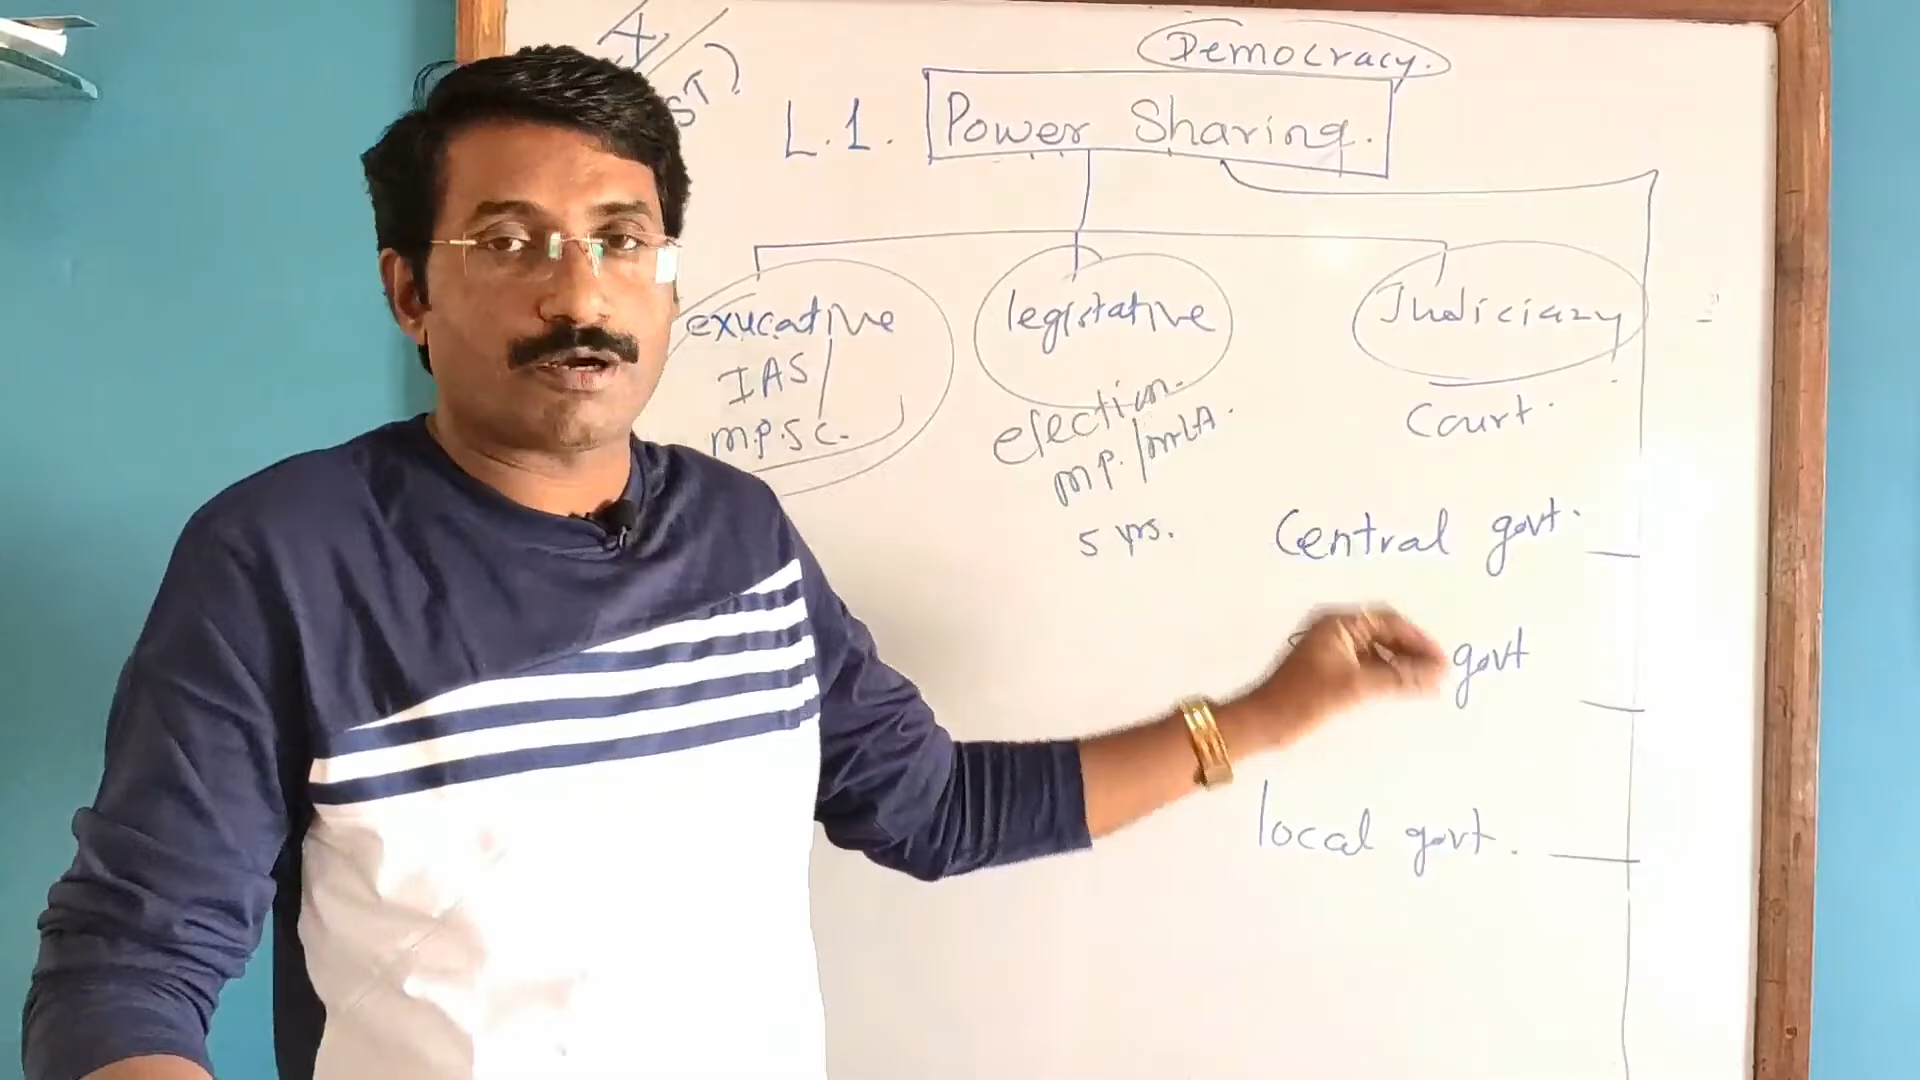 X
ST)
Democracy.
L.1. Power Sharing.
exucative
IAS/
M.P.S C.
legistative
election.
MP./MLA.
5 yrs.
Judiciary
Court.
Central govt.
govt
local govt.